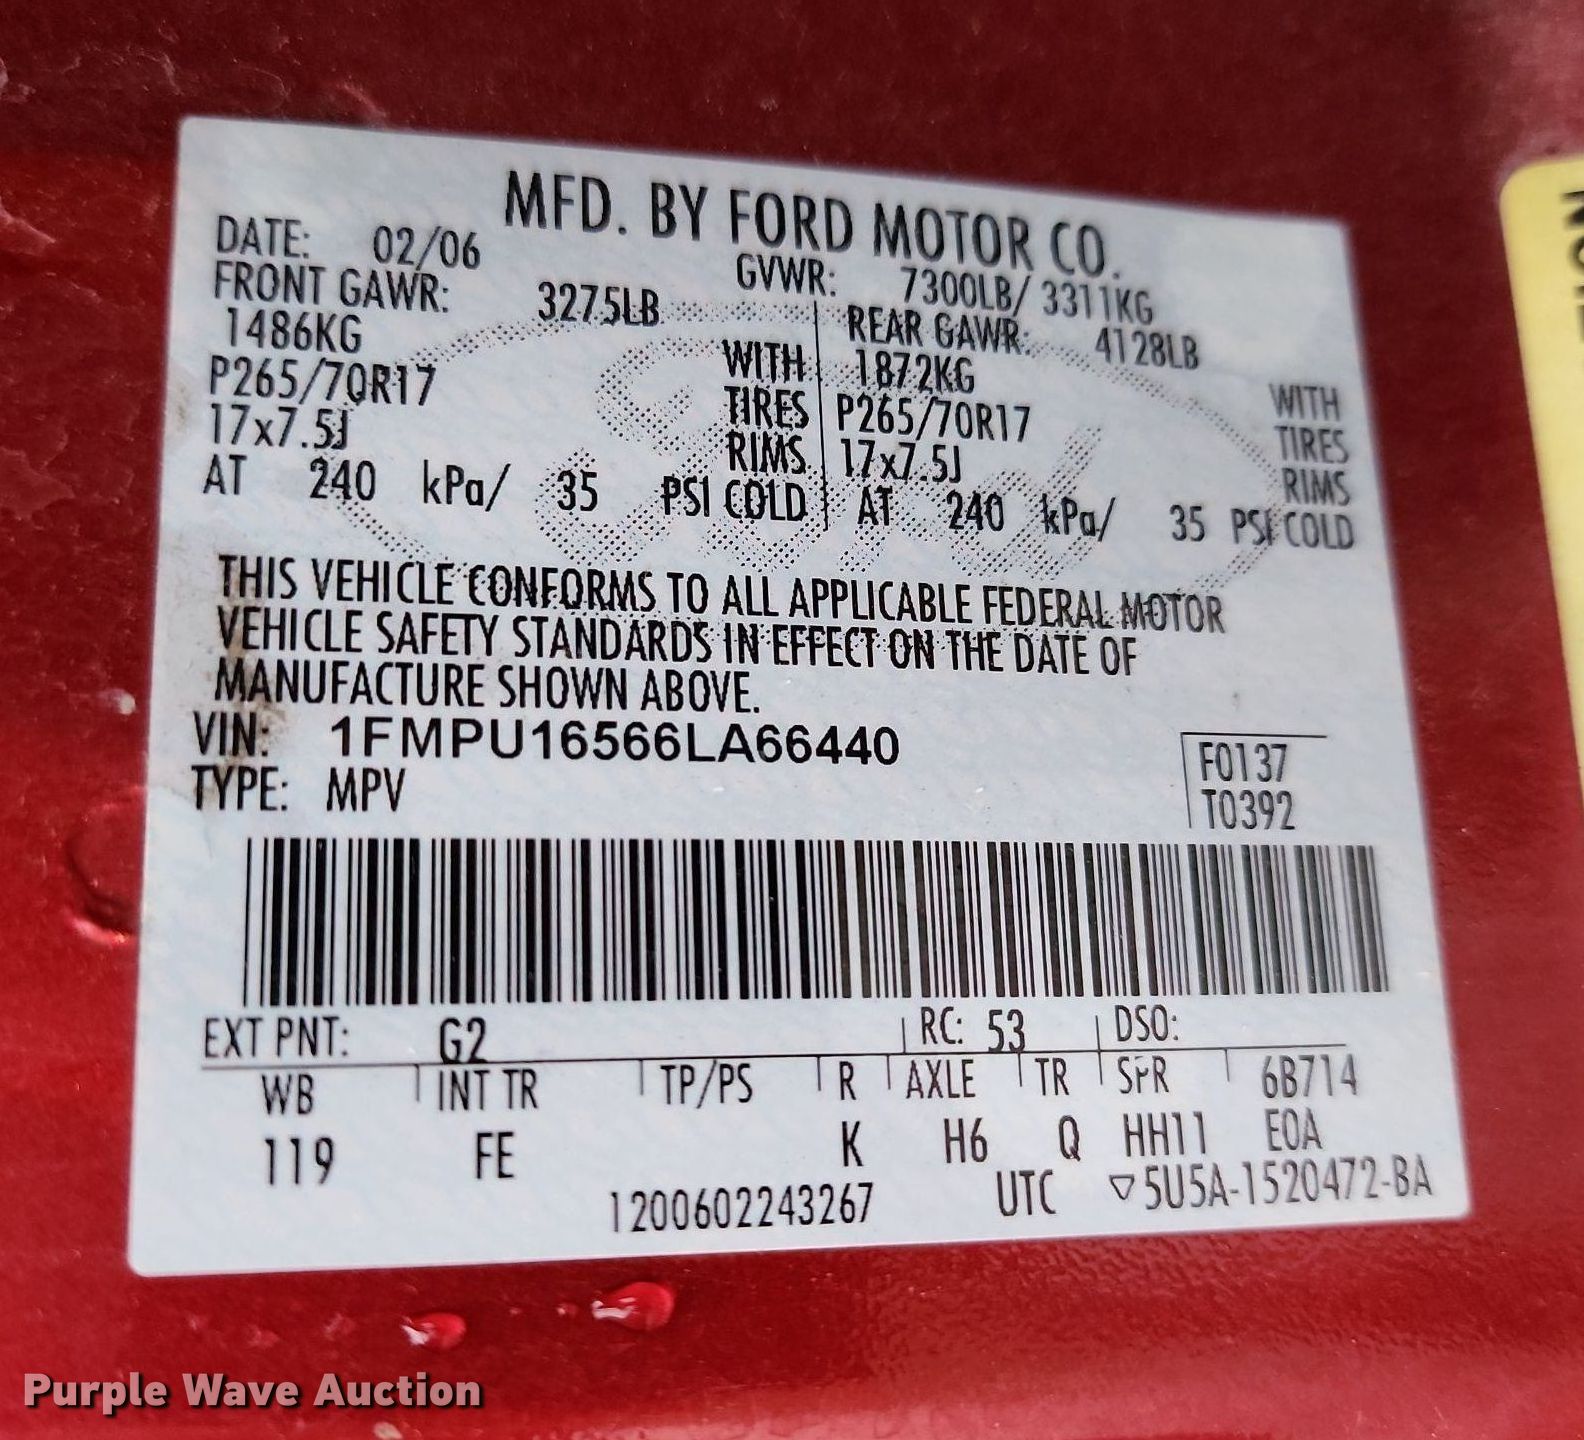 MFD. BY FORD MOTOR CO.
DATE: 02/06 GVWR: 7300LB/ 3311KG
FRONT GAWR: 3275LB REAR GAWR: 4128LB
1486KG WITH 1872KG WITH
P265/70R17 TIRES P265/70R17 TIRES
17x7.5J RIMS 17x7.5J RIMS
AT 240 kPa/ 35 PSI COLD AT 240 kPa/ 35 PSI COLD
THIS VEHICLE CONFORMS TO ALL APPLICABLE FEDERAL MOTOR
VEHICLE SAFETY STANDARDS IN EFFECT ON THE DATE OF
MANUFACTURE SHOWN ABOVE.
VIN: 1FMPU16566LA66440
TYPE: MPV
F0137
T0392
EXT PNT: G2 RC: 53 DSO:
WB INT TR TP/PS R AXLE TR SPR 6B714
119 FE K H6 Q HH11 EOA
1200602243267 UTC ▽5U5A-1520472-BA
Purple Wave Auction